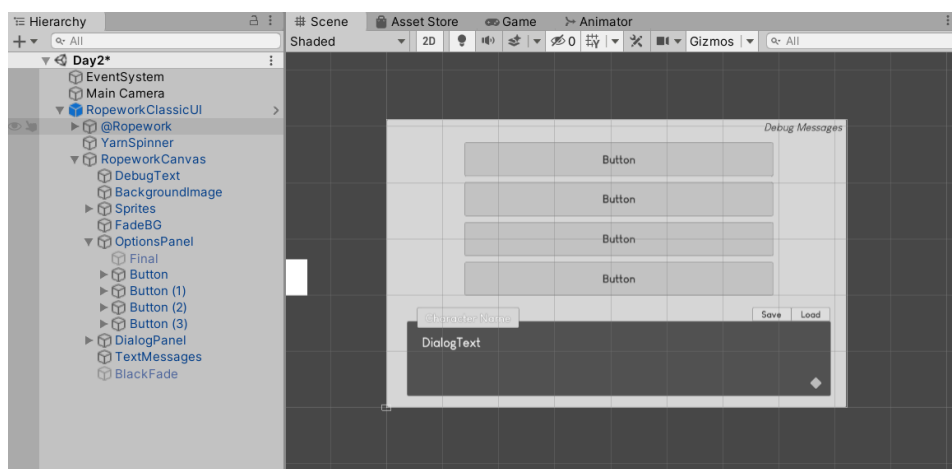 Hierarchy
All
Day2*
EventSystem
Main Camera
RopeworkClassicUI
@Ropework
YarnSpinner
RopeworkCanvas
DebugText
BackgroundImage
Sprites
FadeBG
OptionsPanel
Final
Button
Button (1)
Button (2)
Button (3)
DialogPanel
TextMessages
BlackFade
Scene
Asset Store
Game
Animator
Shaded
2D
0
Gizmos
All
Debug Messages
Button
Button
Button
Button
Character Name
Save
Load
DialogText